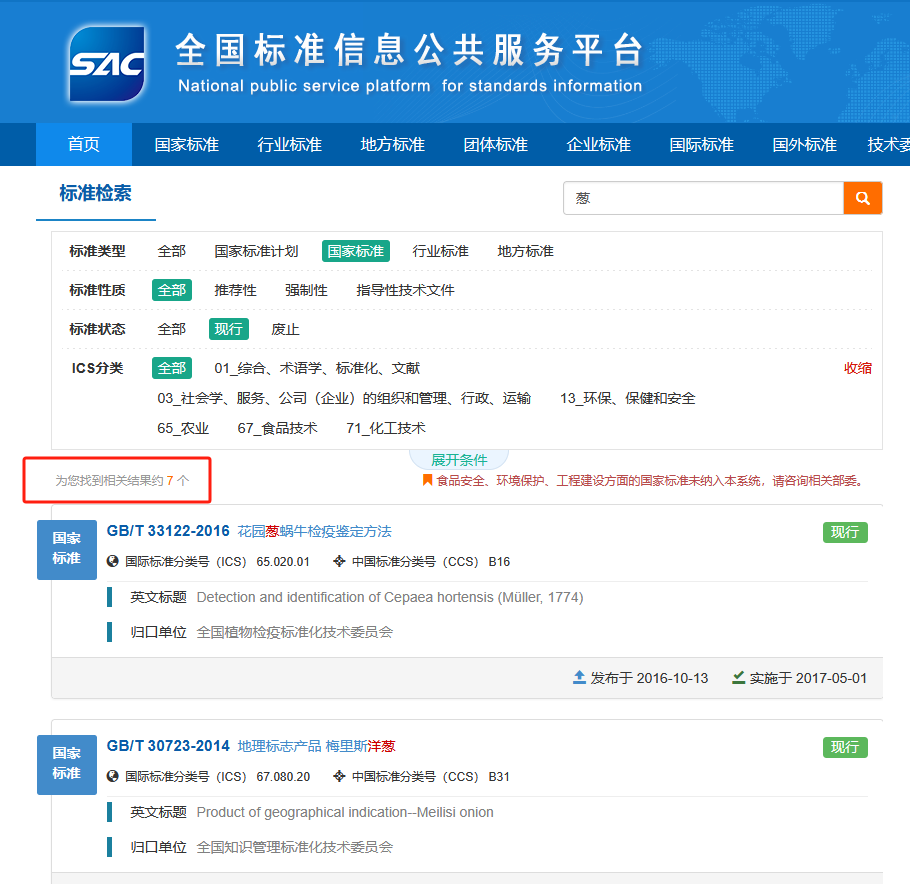 SAC
全国标准信息公共服务平台
National public service platform for standards information
首页 国家标准 行业标准 地方标准 团体标准 企业标准 国际标准 国外标准 技术委
标准检索
葱
标准类型 全部 国家标准计划 国家标准 行业标准 地方标准
标准性质 全部 推荐性 强制性 指导性技术文件
标准状态 全部 现行 废止
ICS分类 全部 01_综合、术语学、标准化、文献 收缩
03_社会学、服务、公司（企业）的组织和管理、行政、运输 13_环保、保健和安全
65_农业 67_食品技术 71_化工技术
展开条件
为您找到相关结果约 7 个
食品安全、环境保护、工程建设方面的国家标准未纳入本系统，请咨询相关部委。
国家
标准
GB/T 33122-2016 花园葱蜗牛检疫鉴定方法 现行
国际标准分类号（ICS） 65.020.01 中国标准分类号（CCS） B16
英文标题 Detection and identification of Cepaea hortensis (Müller, 1774)
归口单位 全国植物检疫标准化技术委员会
发布于 2016-10-13 实施于 2017-05-01
国家
标准
GB/T 30723-2014 地理标志产品 梅里斯洋葱 现行
国际标准分类号（ICS） 67.080.20 中国标准分类号（CCS） B31
英文标题 Product of geographical indication--Meilisi onion
归口单位 全国知识管理标准化技术委员会